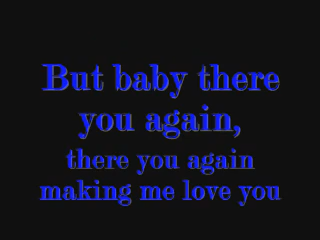 But baby there
you again,
there you again
making me love you